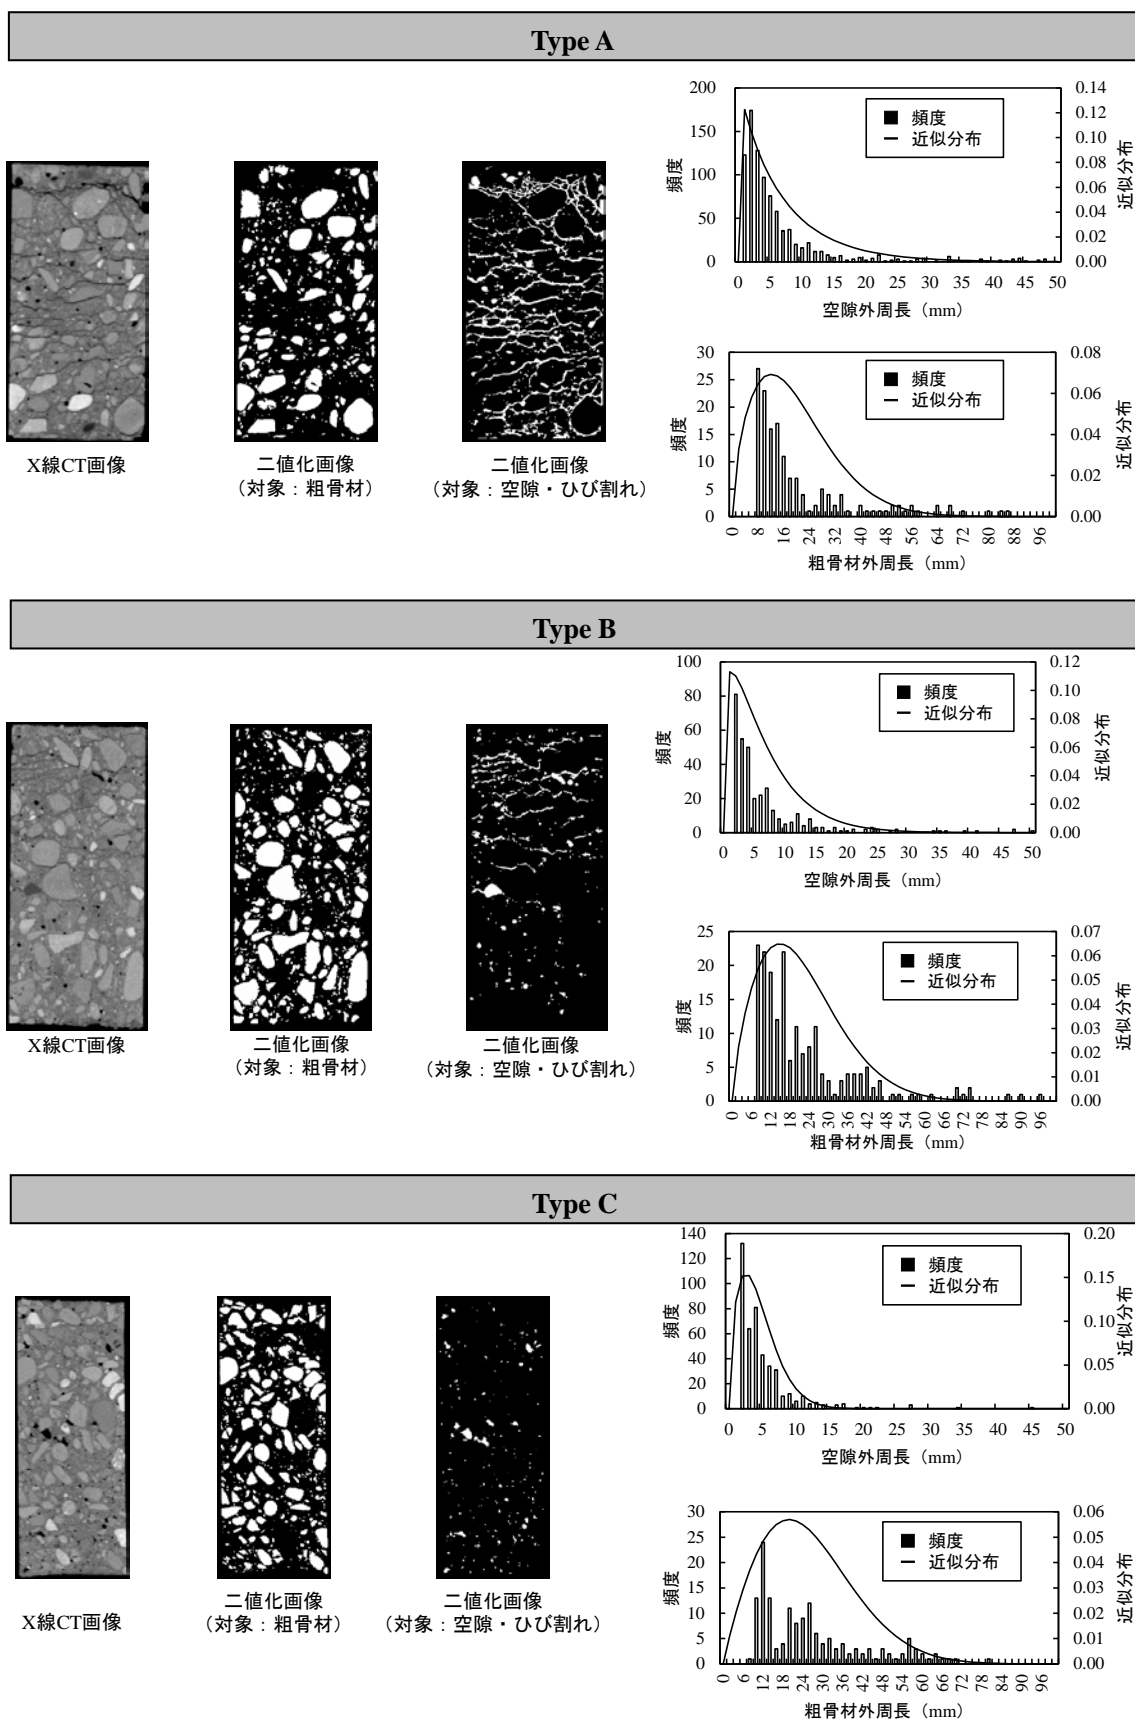 Type A
200
150
100
50
0
頻度
0.14
0.12
0.10
0.08
0.06
0.04
0.02
0.00
近似分布
頻度
近似分布
0 5 10 15 20 25 30 35 40 45 50
空隙外周長（mm）
30
25
20
15
10
5
0
頻度
0.08
0.06
0.04
0.02
0.00
近似分布
頻度
近似分布
0 8 16 24 32 40 48 56 64 72 80 88 96
粗骨材外周長（mm）
X線CT画像
二値化画像
（対象：粗骨材）
二値化画像
（対象：空隙・ひび割れ）
Type B
100
80
60
40
20
0
頻度
0.12
0.10
0.08
0.06
0.04
0.02
0.00
近似分布
頻度
近似分布
0 5 10 15 20 25 30 35 40 45 50
空隙外周長（mm）
25
20
15
10
5
0
頻度
0.07
0.06
0.05
0.04
0.03
0.02
0.01
0.00
近似分布
頻度
近似分布
0 6 12 18 24 30 36 42 48 54 60 66 72 78 84 90 96
粗骨材外周長（mm）
X線CT画像
二値化画像
（対象：粗骨材）
二値化画像
（対象：空隙・ひび割れ）
Type C
140
120
100
80
60
40
20
0
頻度
0.20
0.15
0.10
0.05
0.00
近似分布
頻度
近似分布
0 5 10 15 20 25 30 35 40 45 50
空隙外周長（mm）
30
25
20
15
10
5
0
頻度
0.06
0.05
0.04
0.03
0.02
0.01
0.00
近似分布
頻度
近似分布
0 6 12 18 24 30 36 42 48 54 60 66 72 78 84 90 96
粗骨材外周長（mm）
X線CT画像
二値化画像
（対象：粗骨材）
二値化画像
（対象：空隙・ひび割れ）